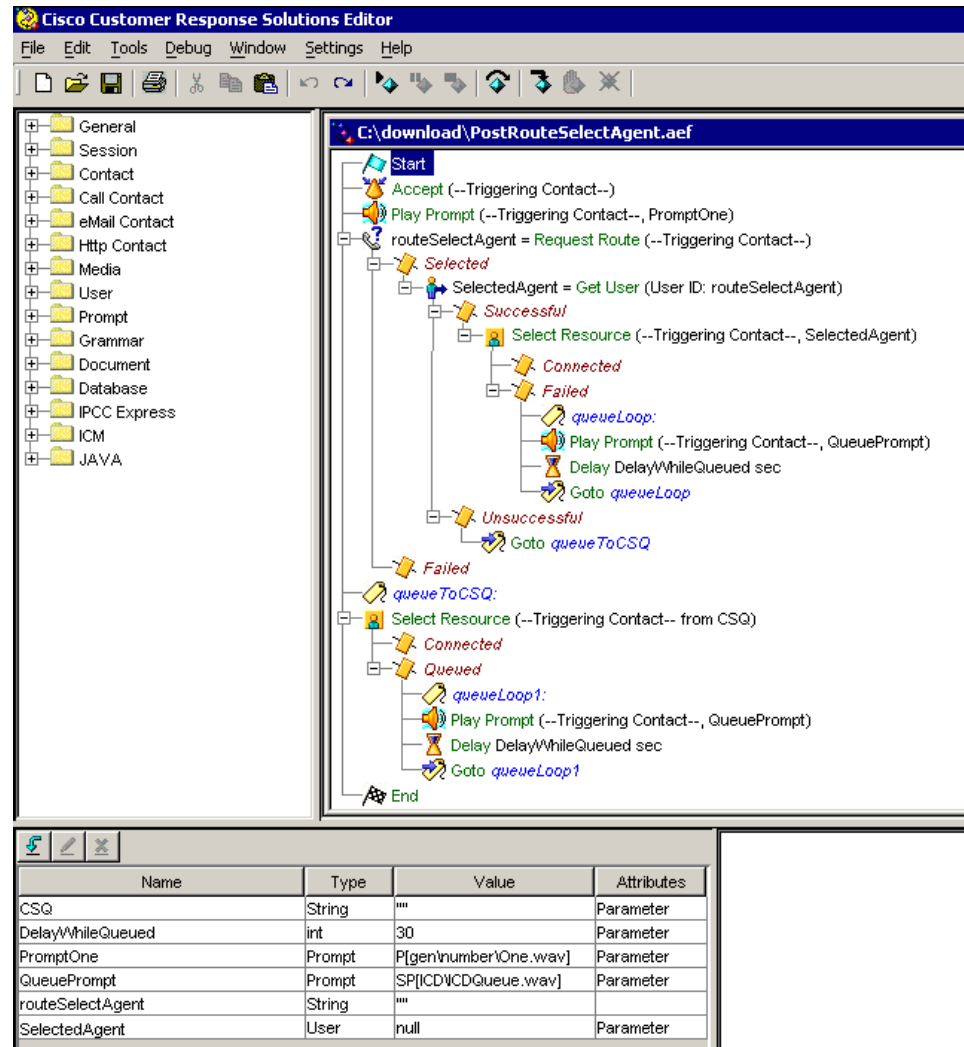 Cisco Customer Response Solutions Editor
File Edit Tools Debug Window Settings Help
General
Session
Contact
Call Contact
eMail Contact
Http Contact
Media
User
Prompt
Grammar
Document
Database
IPCC Express
ICM
JAVA
C:\download\PostRouteSelectAgent.aef
Start
Accept (--Triggering Contact--)
Play Prompt (--Triggering Contact--, PromptOne)
routeSelectAgent = Request Route (--Triggering Contact--)
Selected
SelectedAgent = Get User (User ID: routeSelectAgent)
Successful
Select Resource (--Triggering Contact--, SelectedAgent)
Connected
Failed
queueLoop:
Play Prompt (--Triggering Contact--, QueuePrompt)
Delay DelayWhileQueued sec
Goto queueLoop
Unsuccessful
Goto queueToCSQ
Failed
queueToCSQ:
Select Resource (--Triggering Contact-- from CSQ)
Connected
Queued
queueLoop1:
Play Prompt (--Triggering Contact--, QueuePrompt)
Delay DelayWhileQueued sec
Goto queueLoop1
End
Name Type Value Attributes
CSQ String "" Parameter
DelayWhileQueued int 30 Parameter
PromptOne Prompt P[gen\number\One.wav] Parameter
QueuePrompt Prompt SP[ICD\ICDQueue.wav] Parameter
routeSelectAgent String ""
SelectedAgent User null Parameter